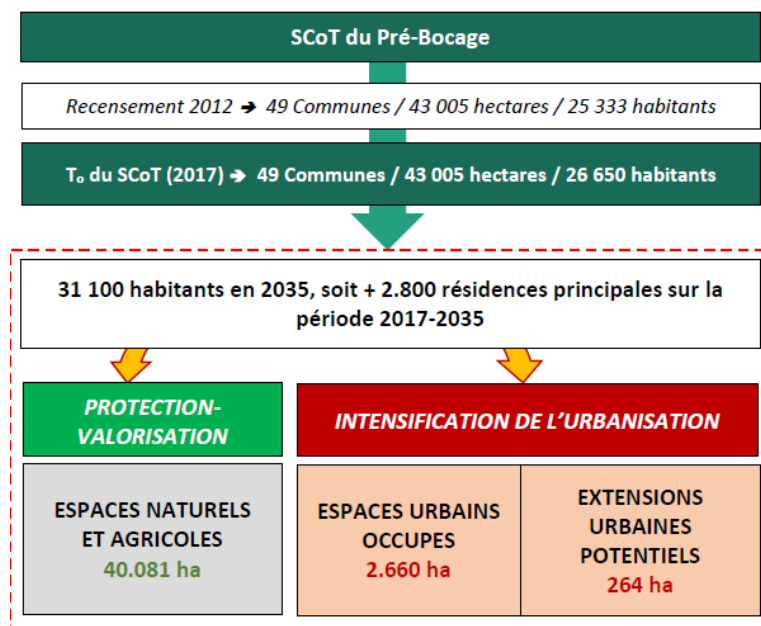 SCoT du Pré-Bocage
Recensement 2012 ➔ 49 Communes / 43 005 hectares / 25 333 habitants
T₀ du SCoT (2017) ➔ 49 Communes / 43 005 hectares / 26 650 habitants
31 100 habitants en 2035, soit + 2.800 résidences principales sur la
période 2017-2035
PROTECTION-
VALORISATION
INTENSIFICATION DE L’URBANISATION
ESPACES NATURELS
ET AGRICOLES
40.081 ha
ESPACES URBAINS
OCCUPES
2.660 ha
EXTENSIONS
URBAINES
POTENTIELS
264 ha